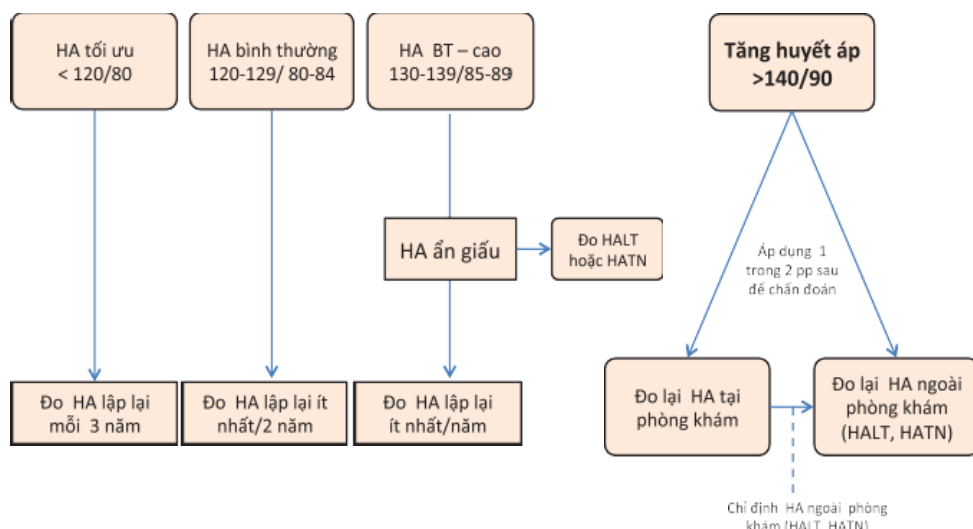 HA tối ưu
< 120/80
HA bình thường
120-129/ 80-84
HA BT – cao
130-139/85-89
Tăng huyết áp
>140/90
HA ẩn giấu
Đo HALT
hoặc HATN
Áp dụng 1
trong 2 pp sau
để chẩn đoán
Đo HA lập lại
mỗi 3 năm
Đo HA lập lại ít
nhất/2 năm
Đo HA lập lại
ít nhất/năm
Đo lại HA tại
phòng khám
Đo lại HA ngoài
phòng khám
(HALT, HATN)
Chỉ định HA ngoài phòng
khám (HALT, HATN)